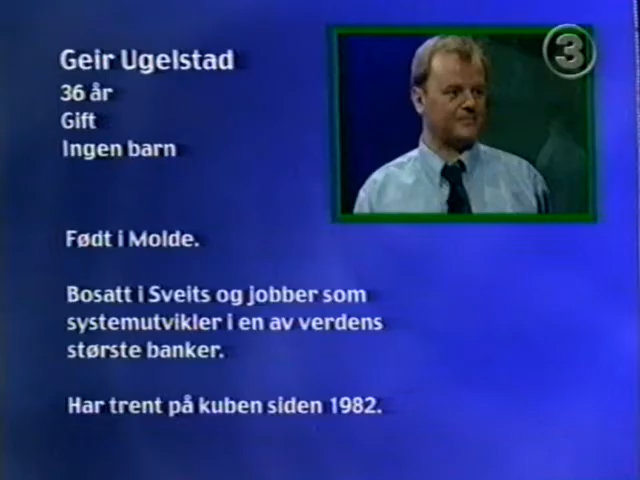 Geir Ugelstad
36 år
Gift
Ingen barn
3
Født i Molde.
Bosatt i Sveits og jobber som
systemutvikler i en av verdens
største banker.
Har trent på kuben siden 1982.